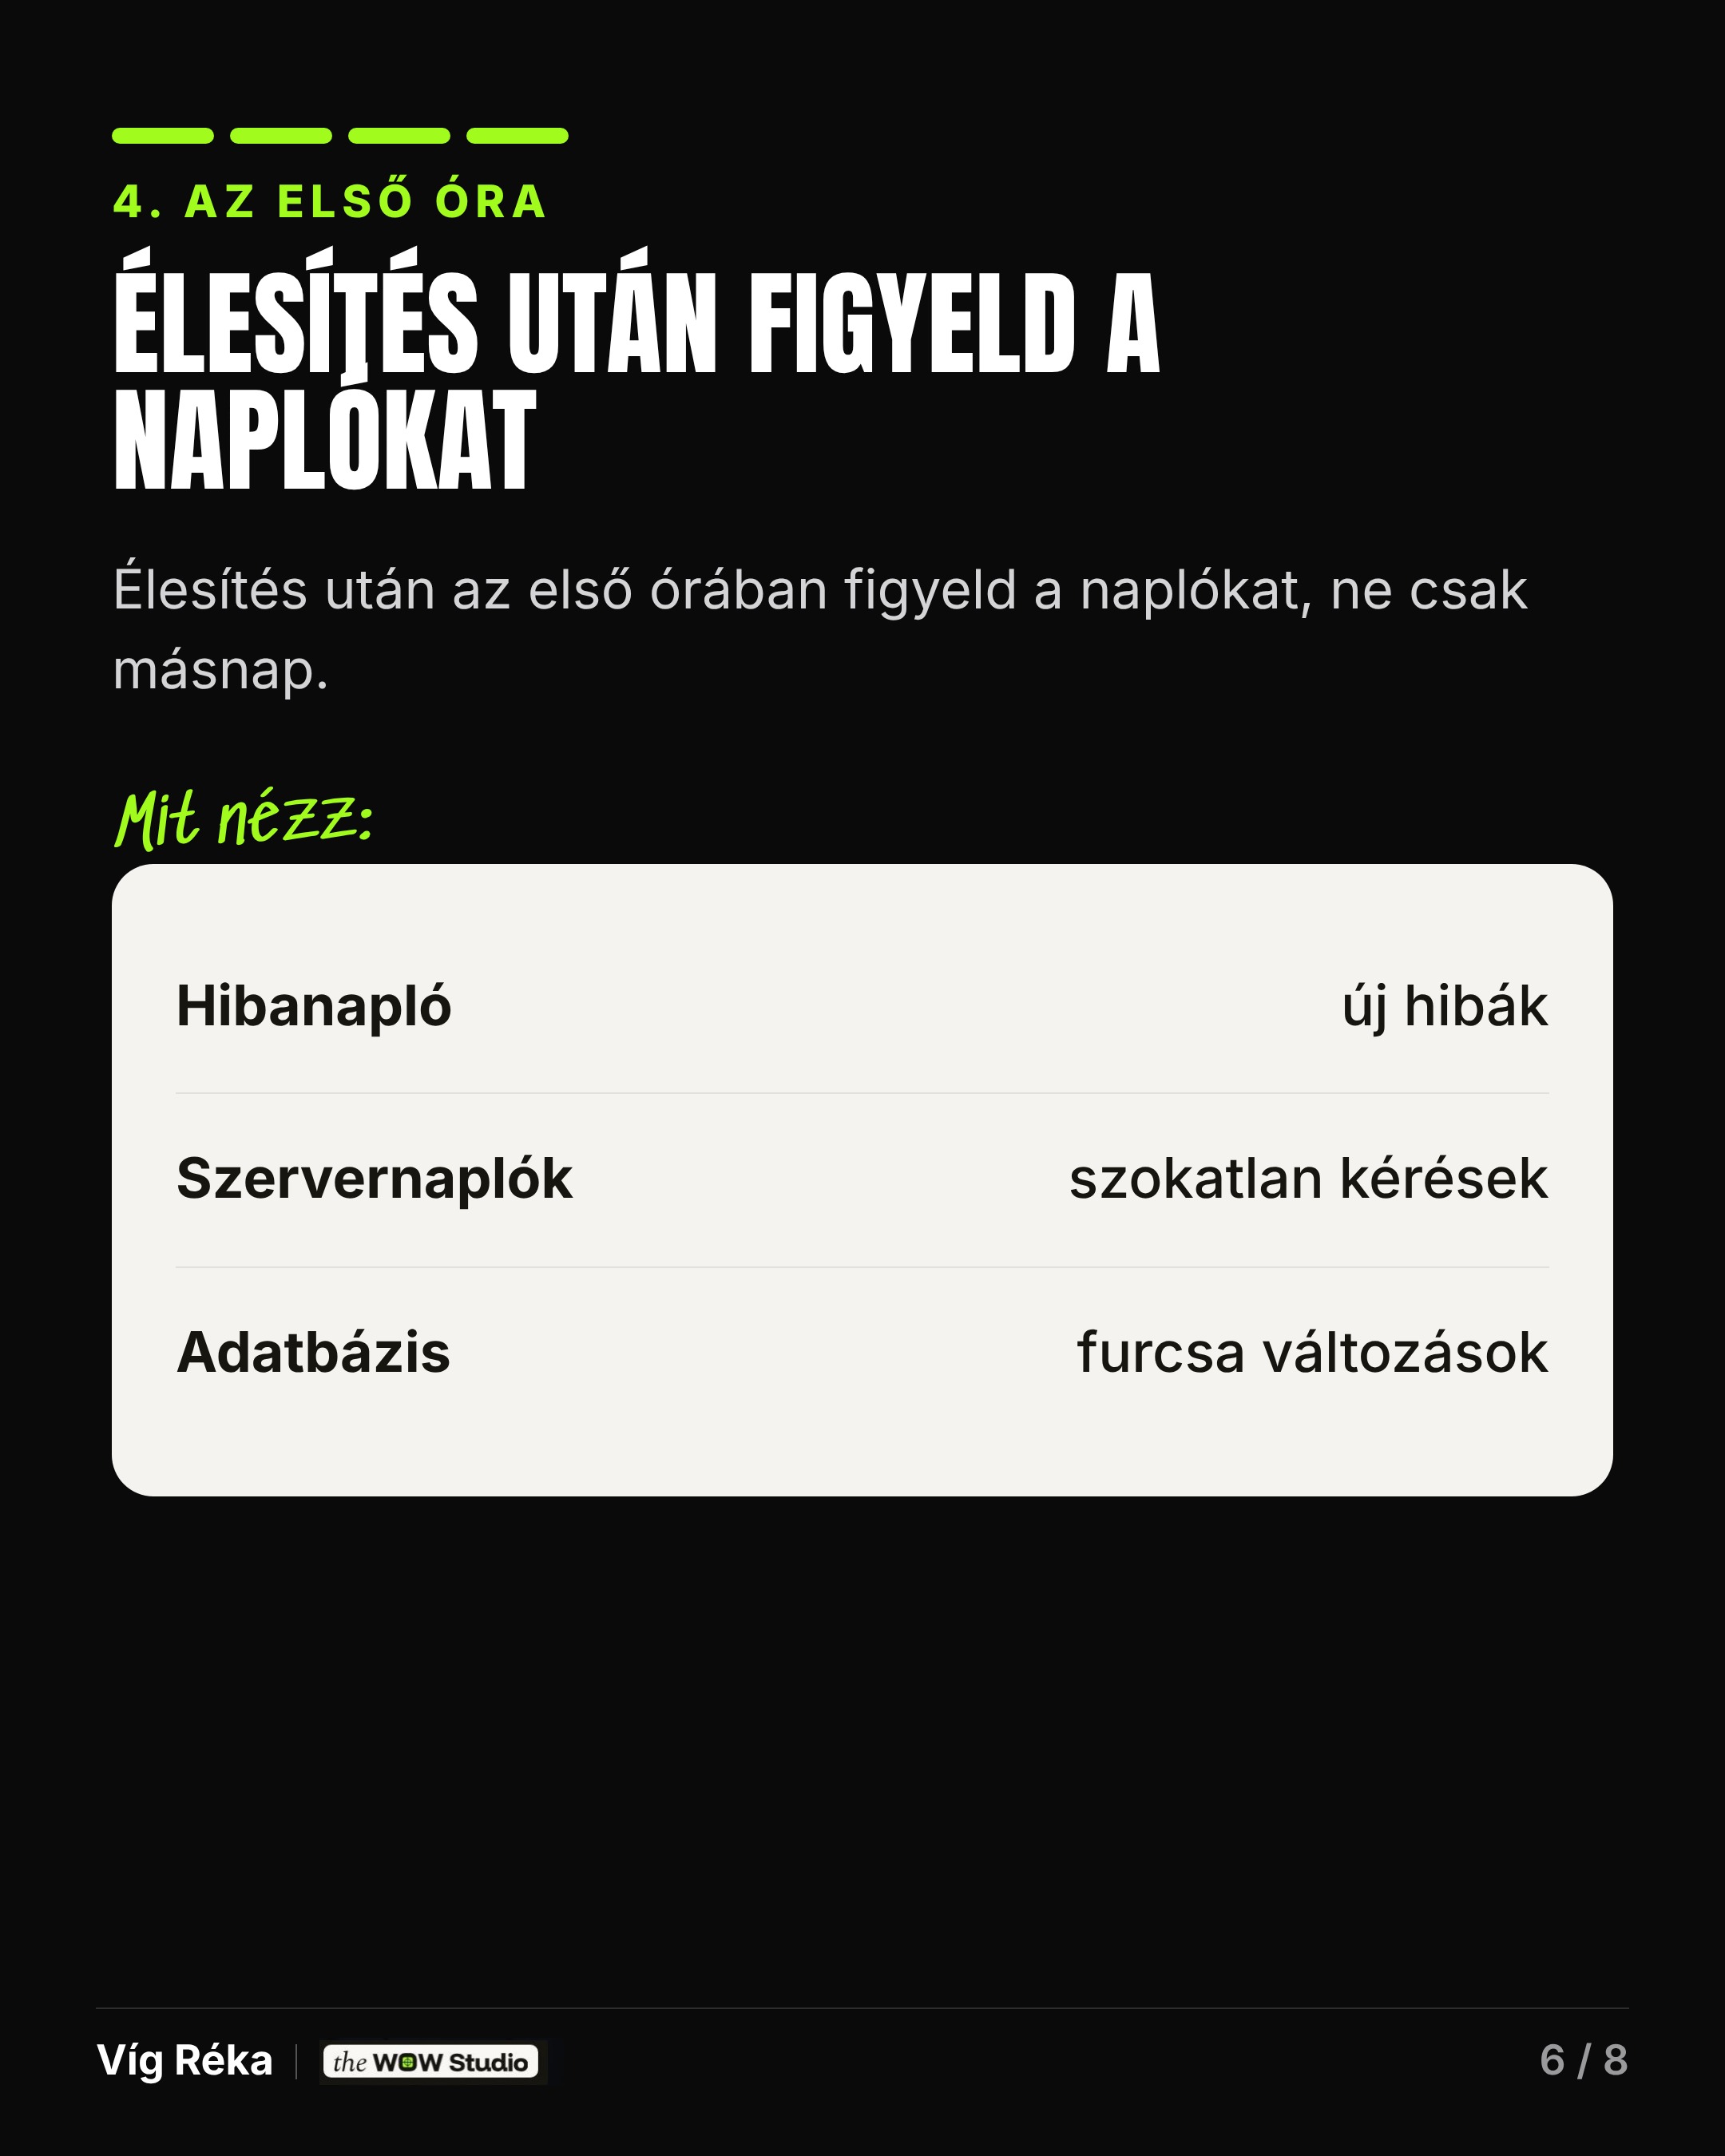 4. AZ ELSŐ ÓRA
ÉLESÍTÉS UTÁN FIGYELD A
NAPLÓKAT
Élesítés után az első órában figyeld a naplókat, ne csak
másnap.
Mit nézz:
Hibanapló új hibák
Szervernaplók szokatlan kérések
Adatbázis furcsa változások
Víg Réka the WOW Studio 6 / 8